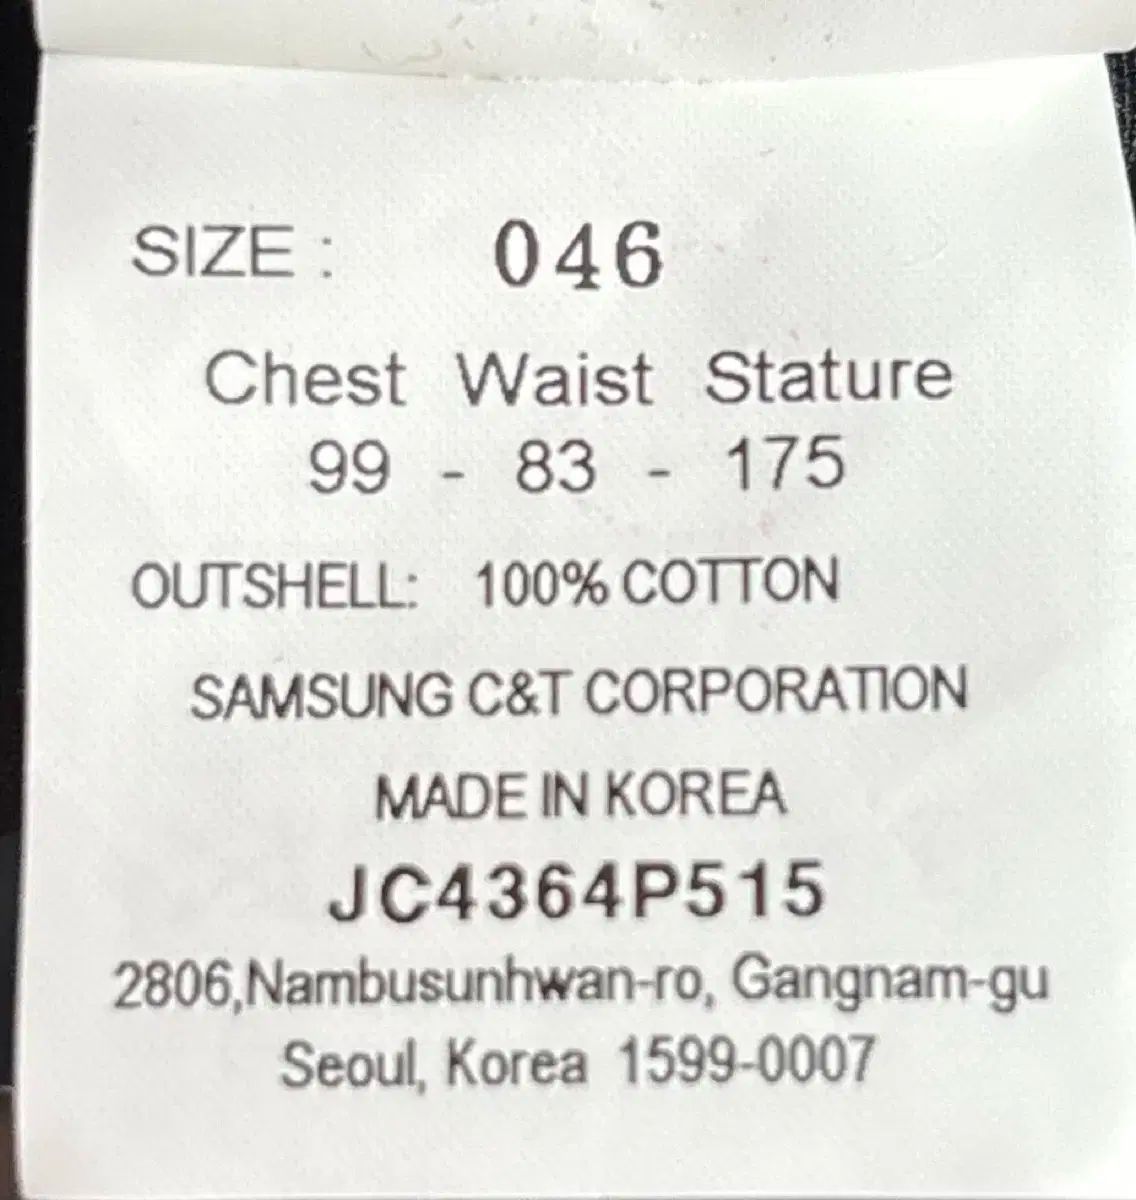 SIZE : 046
Chest Waist Stature
99 - 83 - 175
OUTSHELL: 100% COTTON
SAMSUNG C&T CORPORATION
MADE IN KOREA
JC4364P515
2806,Nambusunhwan-ro, Gangnam-gu
Seoul, Korea 1599-0007